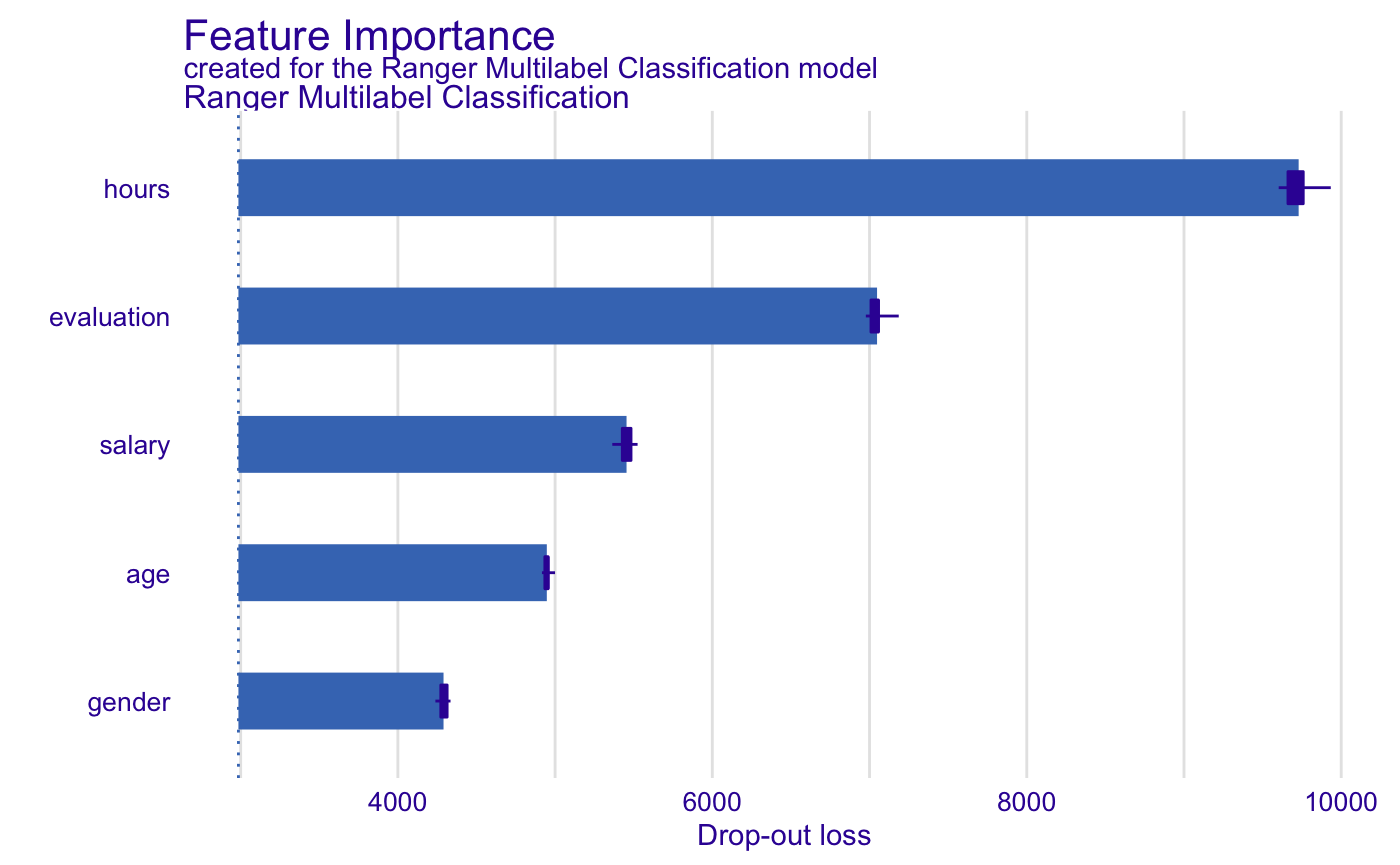 Feature Importance
created for the Ranger Multilabel Classification model
Ranger Multilabel Classification
hours
evaluation
salary
age
gender
4000 6000 8000 10000
Drop-out loss